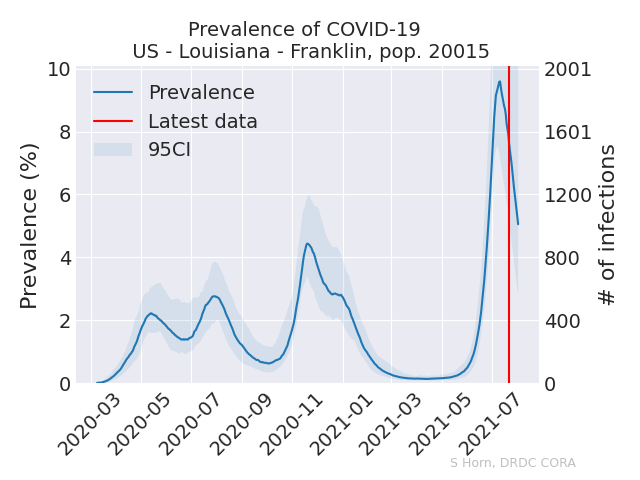 Prevalence of COVID-19
US - Louisiana - Franklin, pop. 20015
Prevalence (%)
10
8
6
4
2
0
Prevalence
Latest data
95CI
2001
1601
1200
800
400
0
# of infections
2020-03
2020-05
2020-07
2020-09
2020-11
2021-01
2021-03
2021-05
2021-07
S Horn, DRDC CORA